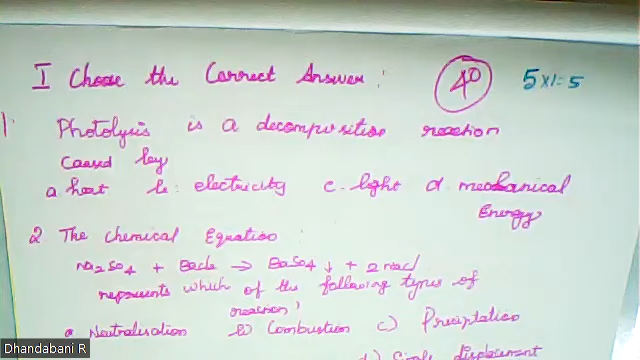 I Choose the Correct Answer :
40
5x1=5
1. Photolysis is a decomposition reaction
caused by
a. heat b. electricity c. light d. mechanical
Energy
2 The Chemical Equation
Na2SO4 + BaCl2 → BaSO4 ↓ + 2NaCl
represents which of the following types of
reaction
a. Neutralisation b) Combustion c) Precipitation
d) Single displacement
Dhandabani R